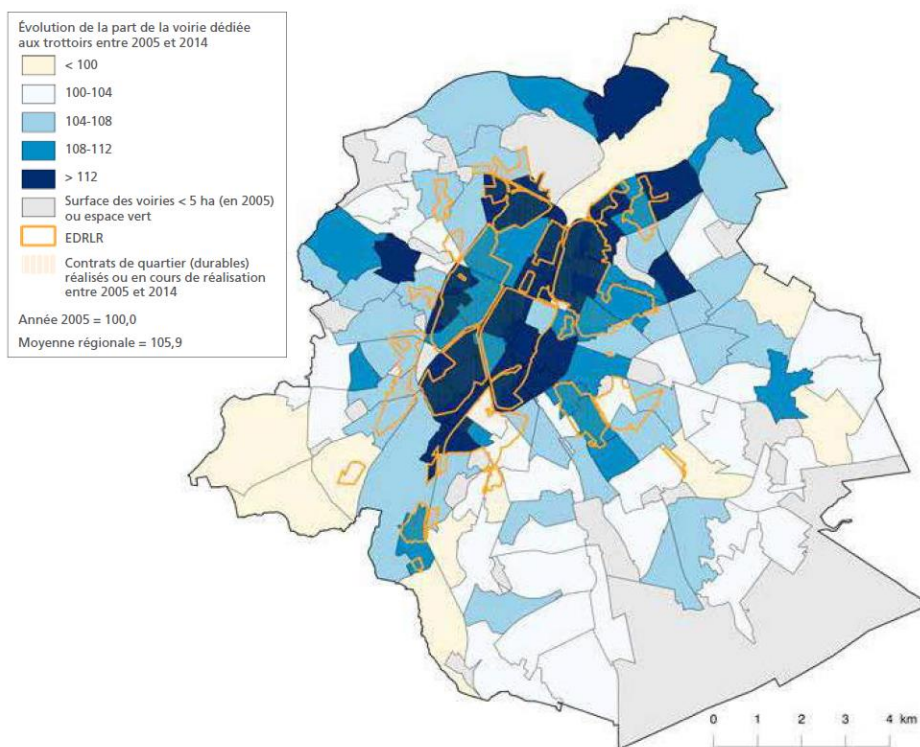 Évolution de la part de la voirie dédiée
aux trottoirs entre 2005 et 2014
< 100
100-104
104-108
108-112
> 112
Surface des voiries < 5 ha (en 2005)
ou espace vert
EDRLR
Contrats de quartier (durables)
réalisés ou en cours de réalisation
entre 2005 et 2014
Année 2005 = 100,0
Moyenne régionale = 105,9
0 1 2 3 4 km